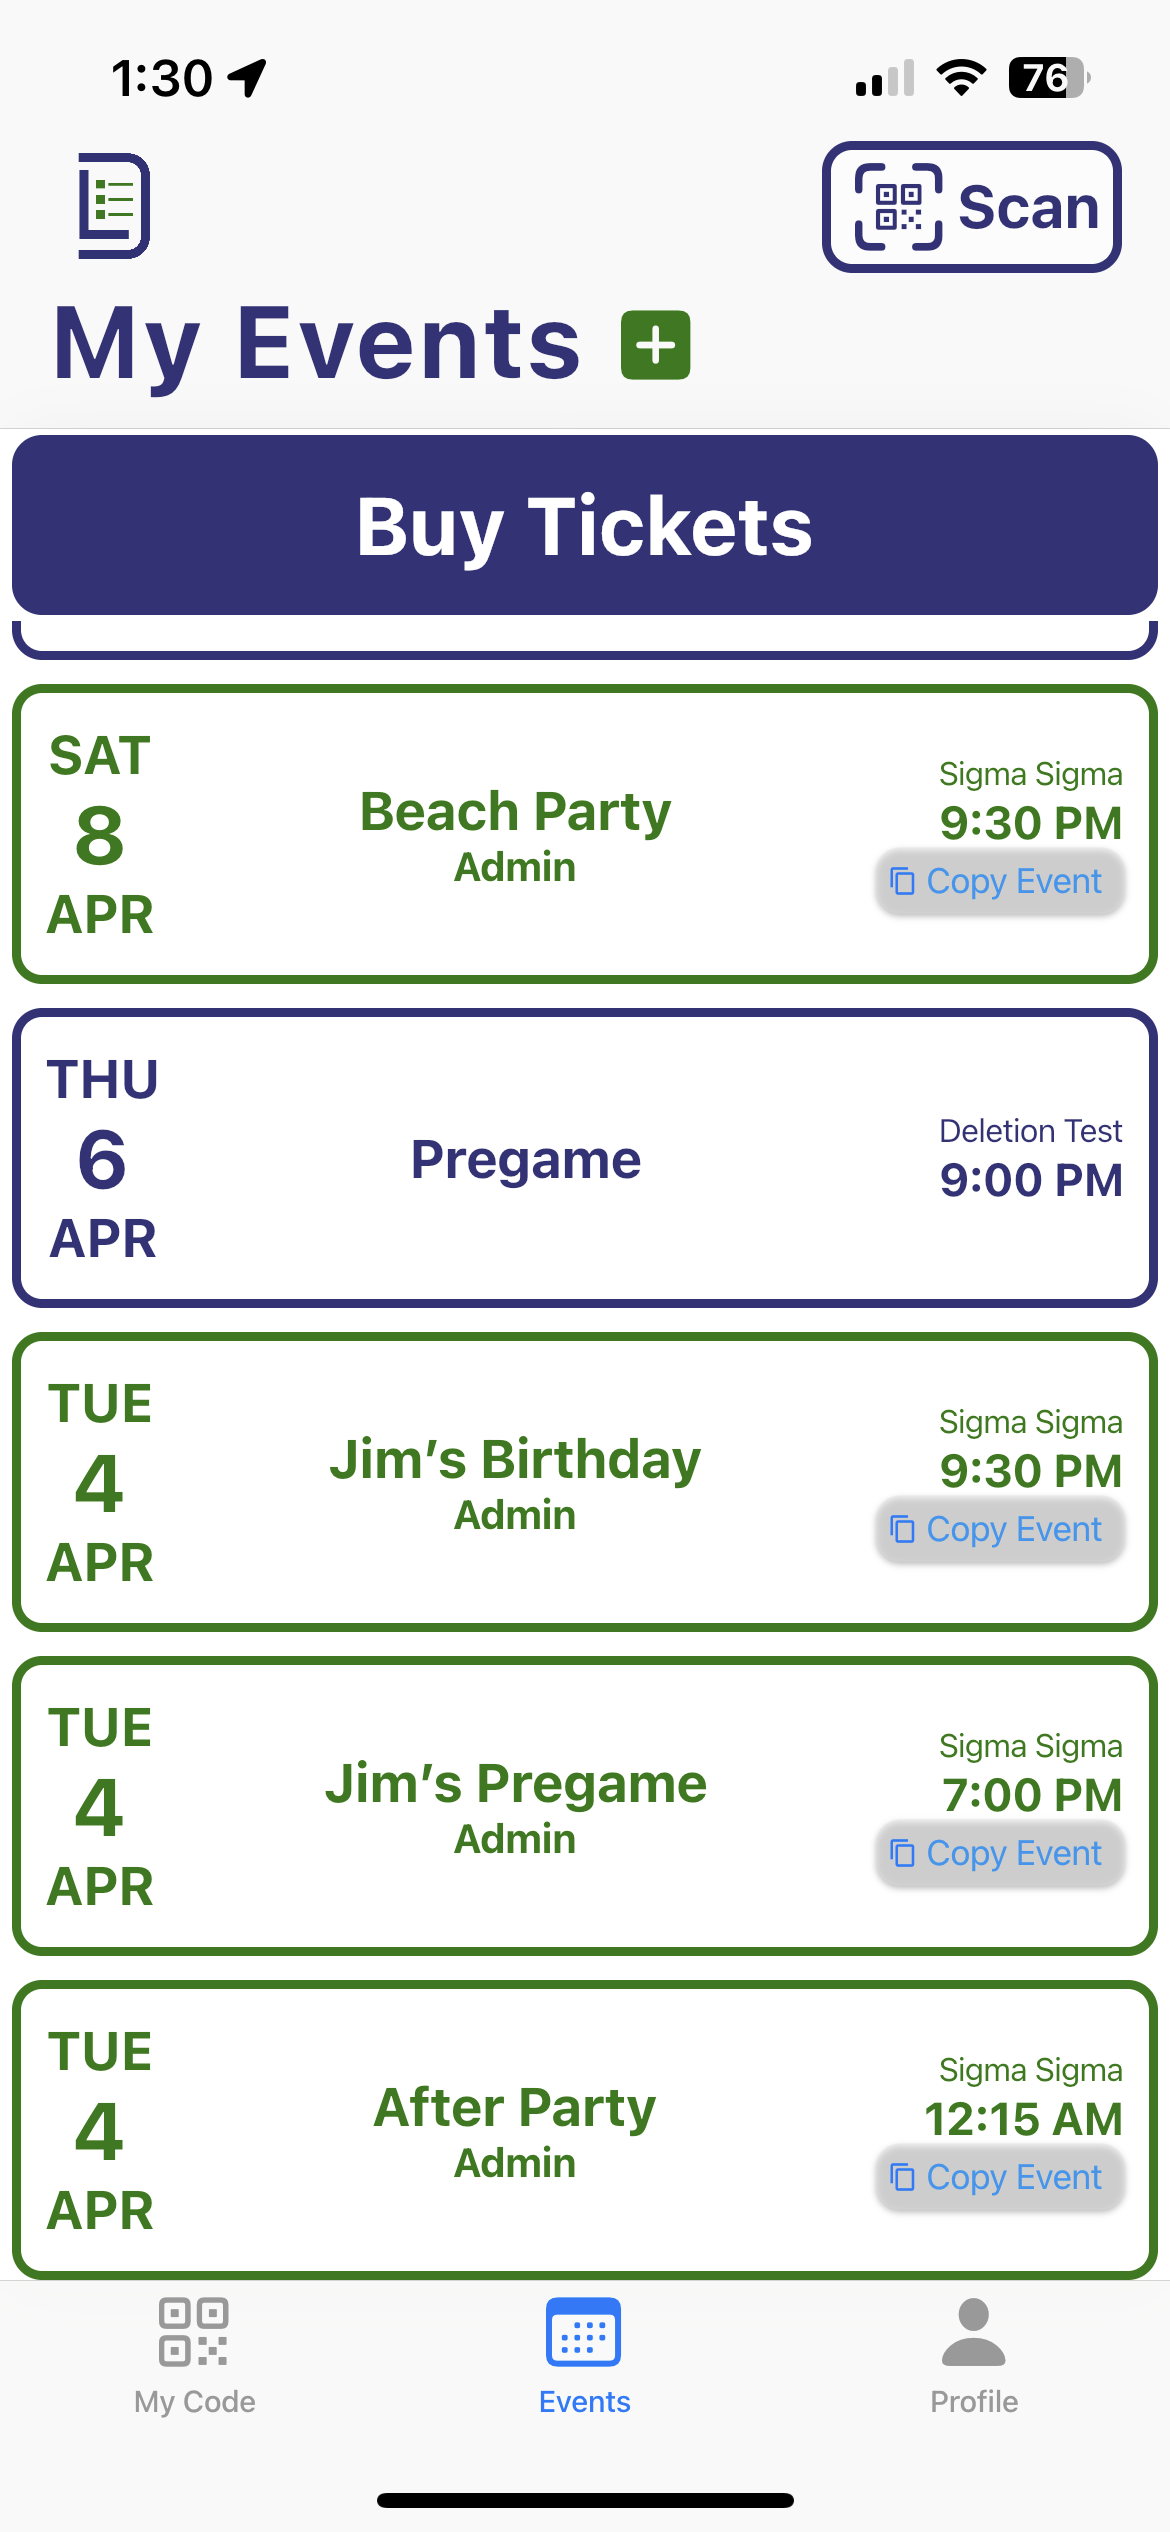 1:30
76
Scan
My Events
Buy Tickets
SAT
8
APR
Beach Party
Admin
Sigma Sigma
9:30 PM
Copy Event
THU
6
APR
Pregame
Deletion Test
9:00 PM
TUE
4
APR
Jim’s Birthday
Admin
Sigma Sigma
9:30 PM
Copy Event
TUE
4
APR
Jim’s Pregame
Admin
Sigma Sigma
7:00 PM
Copy Event
TUE
4
APR
After Party
Admin
Sigma Sigma
12:15 AM
Copy Event
My Code
Events
Profile